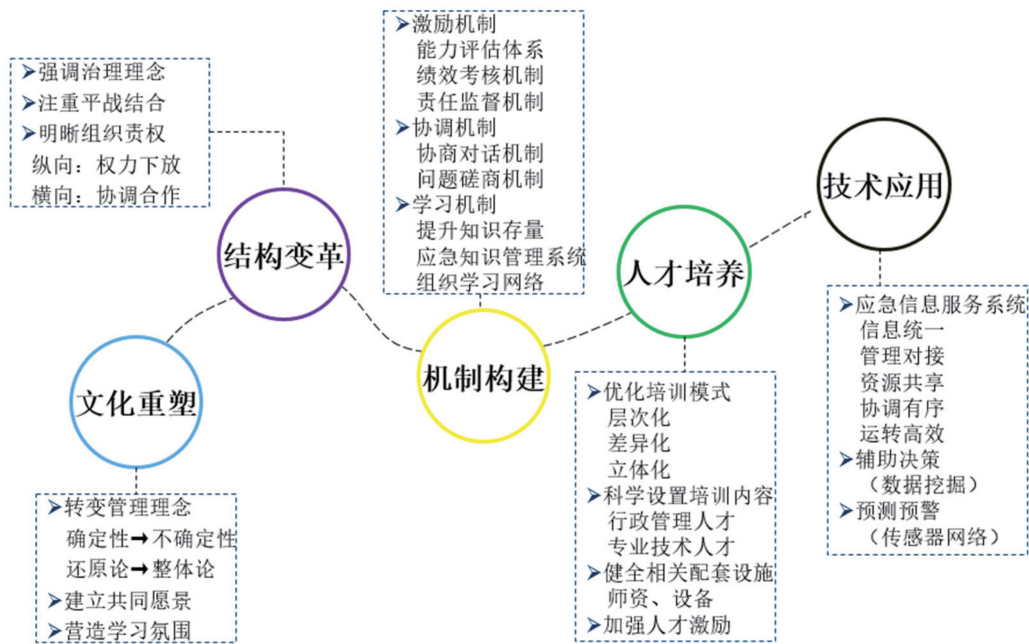 ➤强调治理理念
➤注重平战结合
➤明晰组织责权
纵向：权力下放
横向：协调合作
结构变革
➤激励机制
能力评估体系
绩效考核机制
责任监督机制
➤协调机制
协商对话机制
问题磋商机制
➤学习机制
提升知识存量
应急知识管理系统
组织学习网络
机制构建
技术应用
➤应急信息服务系统
信息统一
管理对接
资源共享
协调有序
运转高效
➤辅助决策
（数据挖掘）
➤预测预警
（传感器网络）
人才培养
➤优化培训模式
层次化
差异化
立体化
➤科学设置培训内容
行政管理人才
专业技术人才
➤健全相关配套设施
师资、设备
➤加强人才激励
文化重塑
➤转变管理理念
确定性→不确定性
还原论→整体论
➤建立共同愿景
➤营造学习氛围